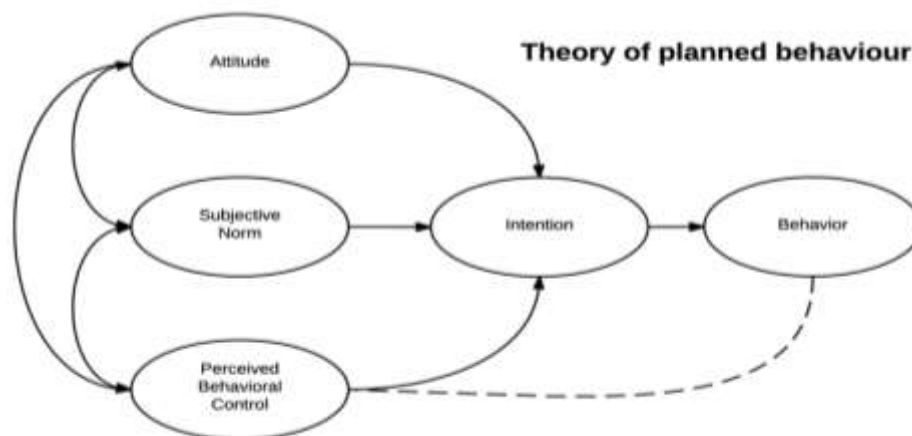 Theory of planned behaviour
Attitude
Subjective
Norm
Intention
Behavior
Perceived
Behavioral
Control